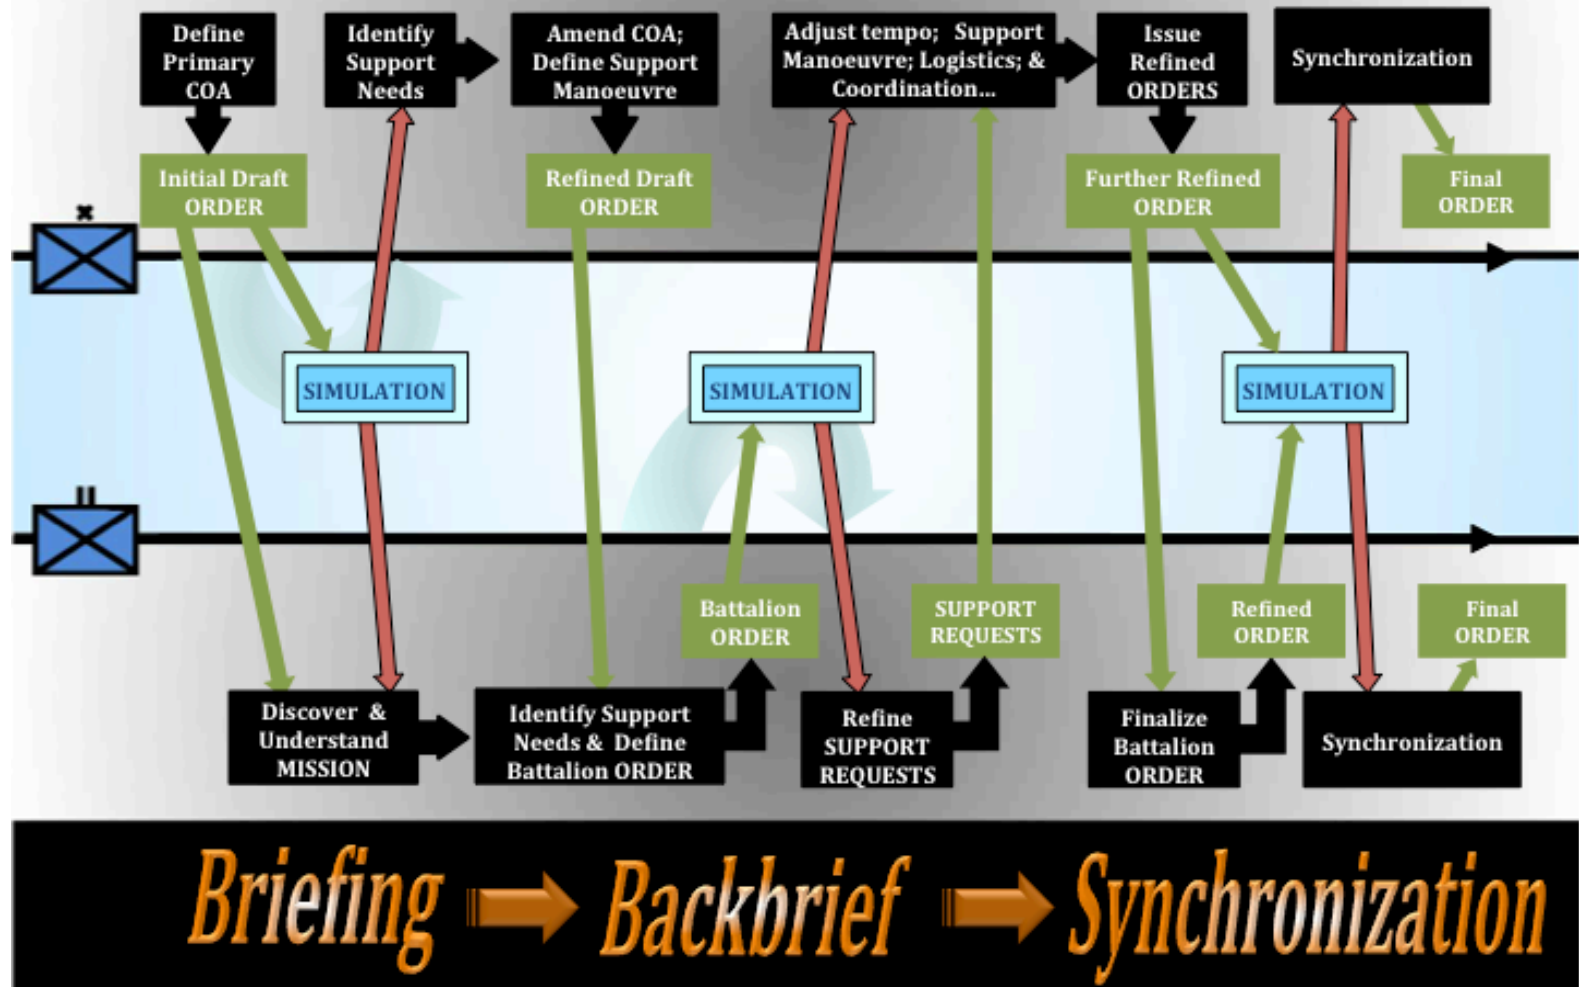 Define
Primary
COA
Identify
Support
Needs
Amend COA;
Define Support
Manoeuvre
Adjust tempo; Support
Manoeuvre; Logistics; &
Coordination...
Issue
Refined
ORDERS
Synchronization
Initial Draft
ORDER
Refined Draft
ORDER
Further Refined
ORDER
Final
ORDER
SIMULATION
SIMULATION
SIMULATION
Battalion
ORDER
SUPPORT
REQUESTS
Refined
ORDER
Final
ORDER
Discover &
Understand
MISSION
Identify Support
Needs & Define
Battalion ORDER
Refine
SUPPORT
REQUESTS
Finalize
Battalion
ORDER
Synchronization
Briefing
Backbrief
Synchronization